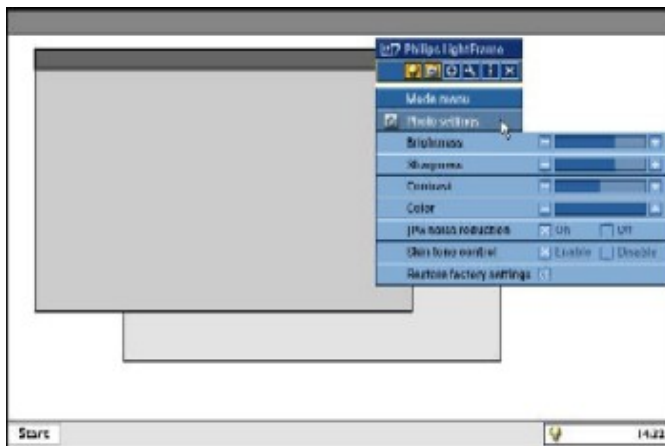 Philips LightFrame
Mode menu
Photo settings
Brightness
Sharpness
Contrast
Color
JPG noise reduction On Off
Skin tone control Enable Disable
Restore factory settings
Start 14:22